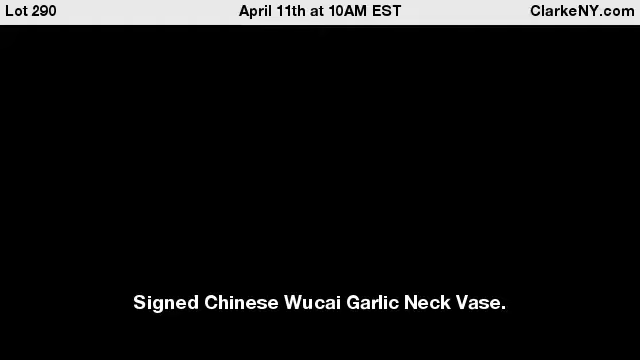 Lot 290
April 11th at 10AM EST
ClarkeNY.com
Signed Chinese Wucai Garlic Neck Vase.